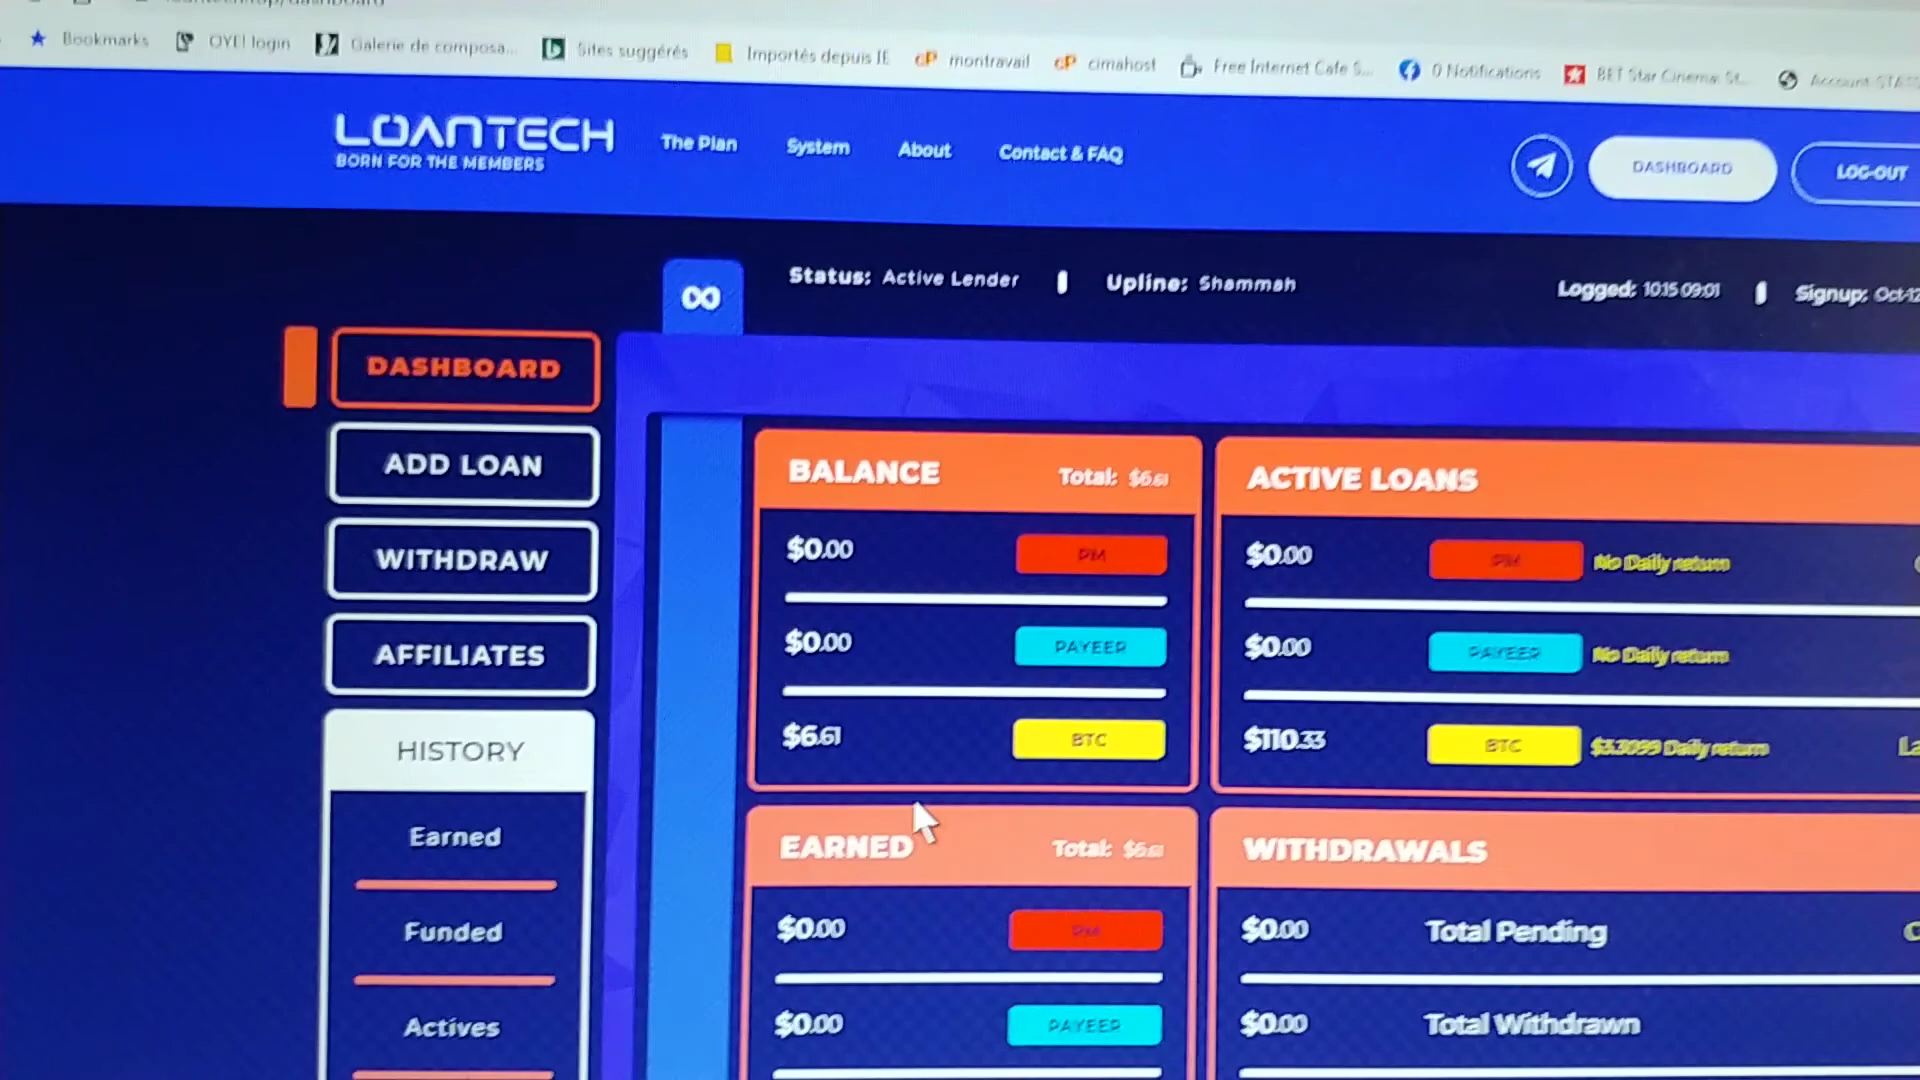 Bookmarks OYE! login Galerie de composa... Sites suggérés Importés depuis IE montravail cimahost Free Internet Cafe S... 0 Notifications BET Star Cinema: St...
LOANTECH
BORN FOR THE MEMBERS
The Plan System About Contact & FAQ
DASHBOARD LOG-OUT
Status: Active Lender Upline: Shammah Logged: 10.15 09:01 Signup: Oct-12
DASHBOARD
ADD LOAN
WITHDRAW
AFFILIATES
HISTORY
Earned
Funded
Actives
BALANCE Total: $6.61
$0.00 PM
$0.00 PAYEER
$6.61 BTC
ACTIVE LOANS
$0.00 PM No Daily return
$0.00 PAYEER No Daily return
$110.33 BTC $3.3099 Daily return
EARNED Total: $6.61
$0.00 PM
$0.00 PAYEER
WITHDRAWALS
$0.00 Total Pending
$0.00 Total Withdrawn